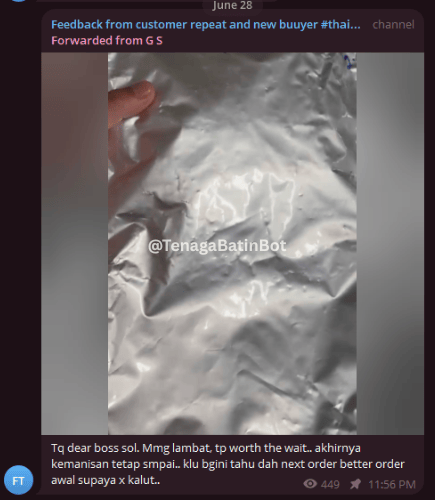 June 28
Feedback from customer repeat and new buuyer #thai...
channel
Forwarded from G S
@TenagaBatinBot
Tq dear boss sol. Mmg lambat, tp worth the wait.. akhirnya
kemanisan tetap smpai.. klu bgini tahu dah next order better order
awal supaya x kalut..
FT
449
11:56 PM